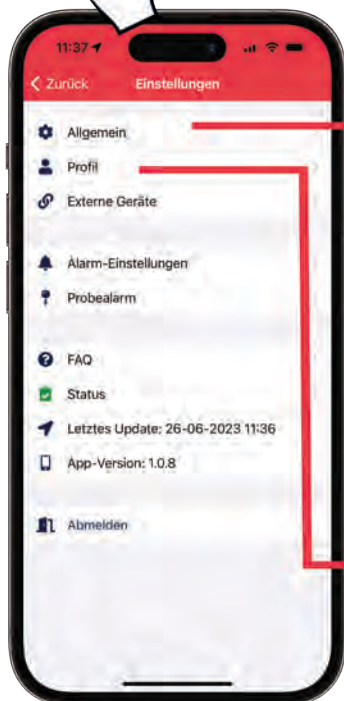 11:37
Zurück Einstellungen
Allgemein
Profil
Externe Geräte
Alarm-Einstellungen
Probealarm
FAQ
Status
Letztes Update: 26-06-2023 11:36
App-Version: 1.0.8
Abmelden